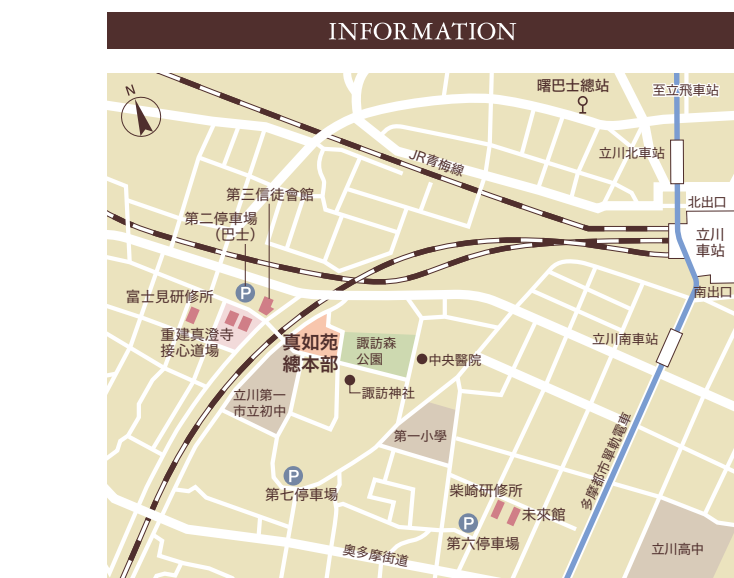 INFORMATION
N
曙巴士總站
至立飛車站
JR青梅線
立川北車站
第三信徒會館
第二停車場
（巴士）
北出口
立川
車站
P
富士見研修所
南出口
重建真澄寺
接心道場
真如苑
總本部
諏訪森
公園
中央醫院
立川南車站
諏訪神社
立川第一
市立初中
第一小學
多摩都市單軌電車
P
第七停車場
柴崎研修所
未來館
P
第六停車場
奧多摩街道
立川高中